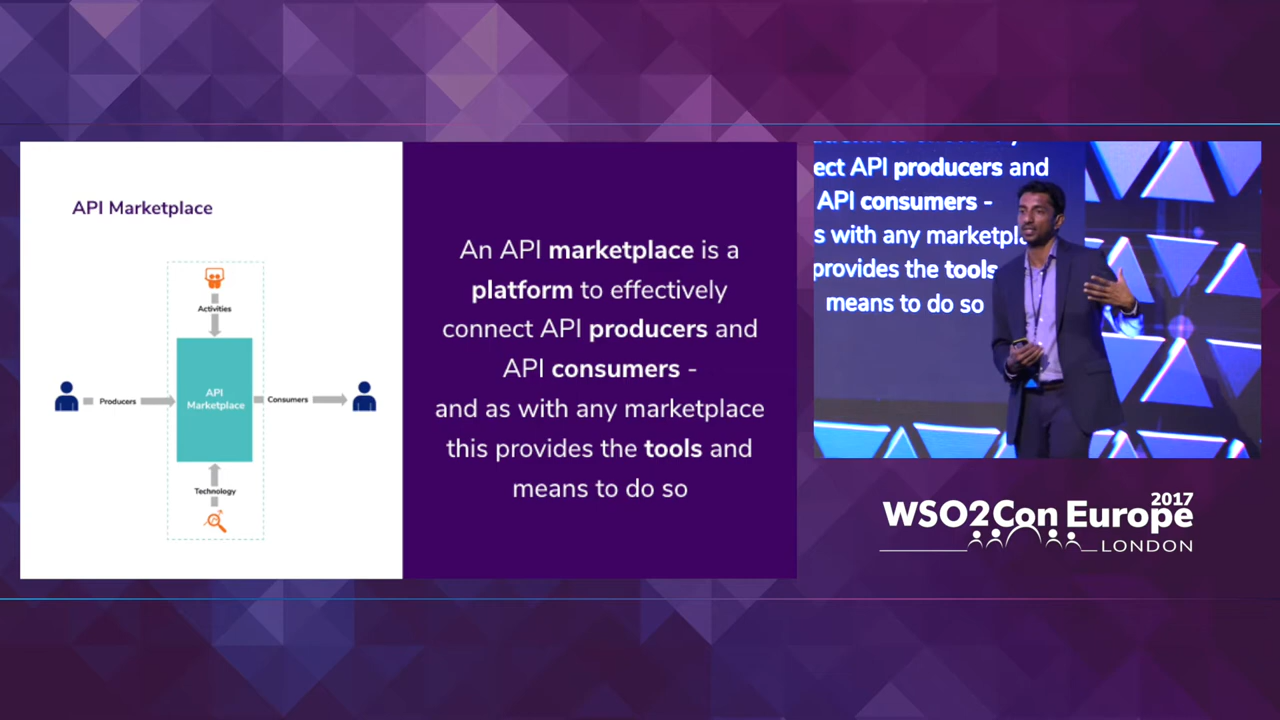 API Marketplace
Activities
API
Marketplace
Producers
Consumers
Technology
An API marketplace is a
platform to effectively
connect API producers and
API consumers -
and as with any marketplace
this provides the tools and
means to do so
ect API producers and
API consumers -
s with any marketpla
provides the tools
means to do so
WSO2Con Europe
2017
LONDON